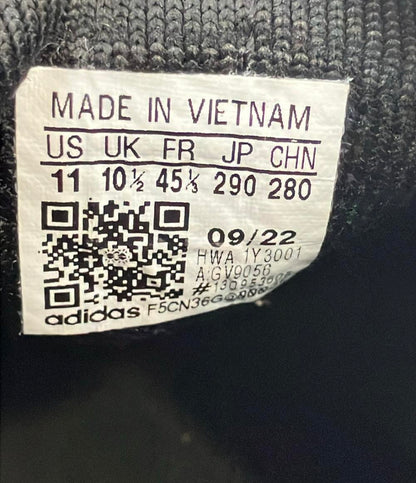 MADE IN VIETNAM
US UK FR JP CHN
11 10½ 45⅓ 290 280
09/22
HWA 1Y3001
A:GV9056
adidas